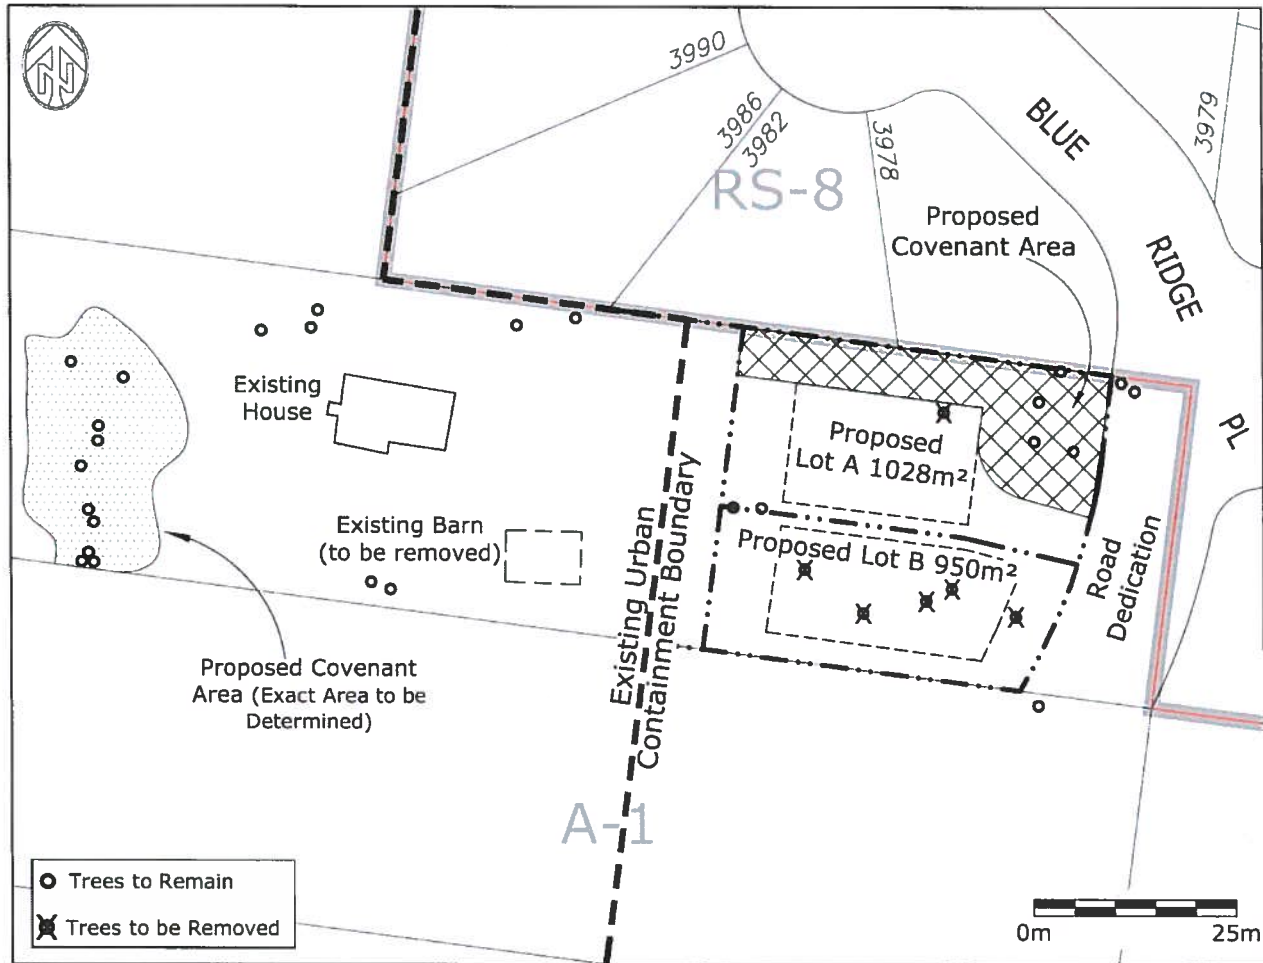 3990
3986
3982
3978
3979
BLUE
RIDGE
PL
RS-8
Proposed
Covenant Area
Existing
House
Proposed
Lot A 1028m²
Existing Barn
(to be removed)
Proposed Lot B 950m²
Existing Urban
Containment Boundary
Road
Dedication
Proposed Covenant
Area (Exact Area to be
Determined)
A-1
Trees to Remain
Trees to be Removed
0m 25m